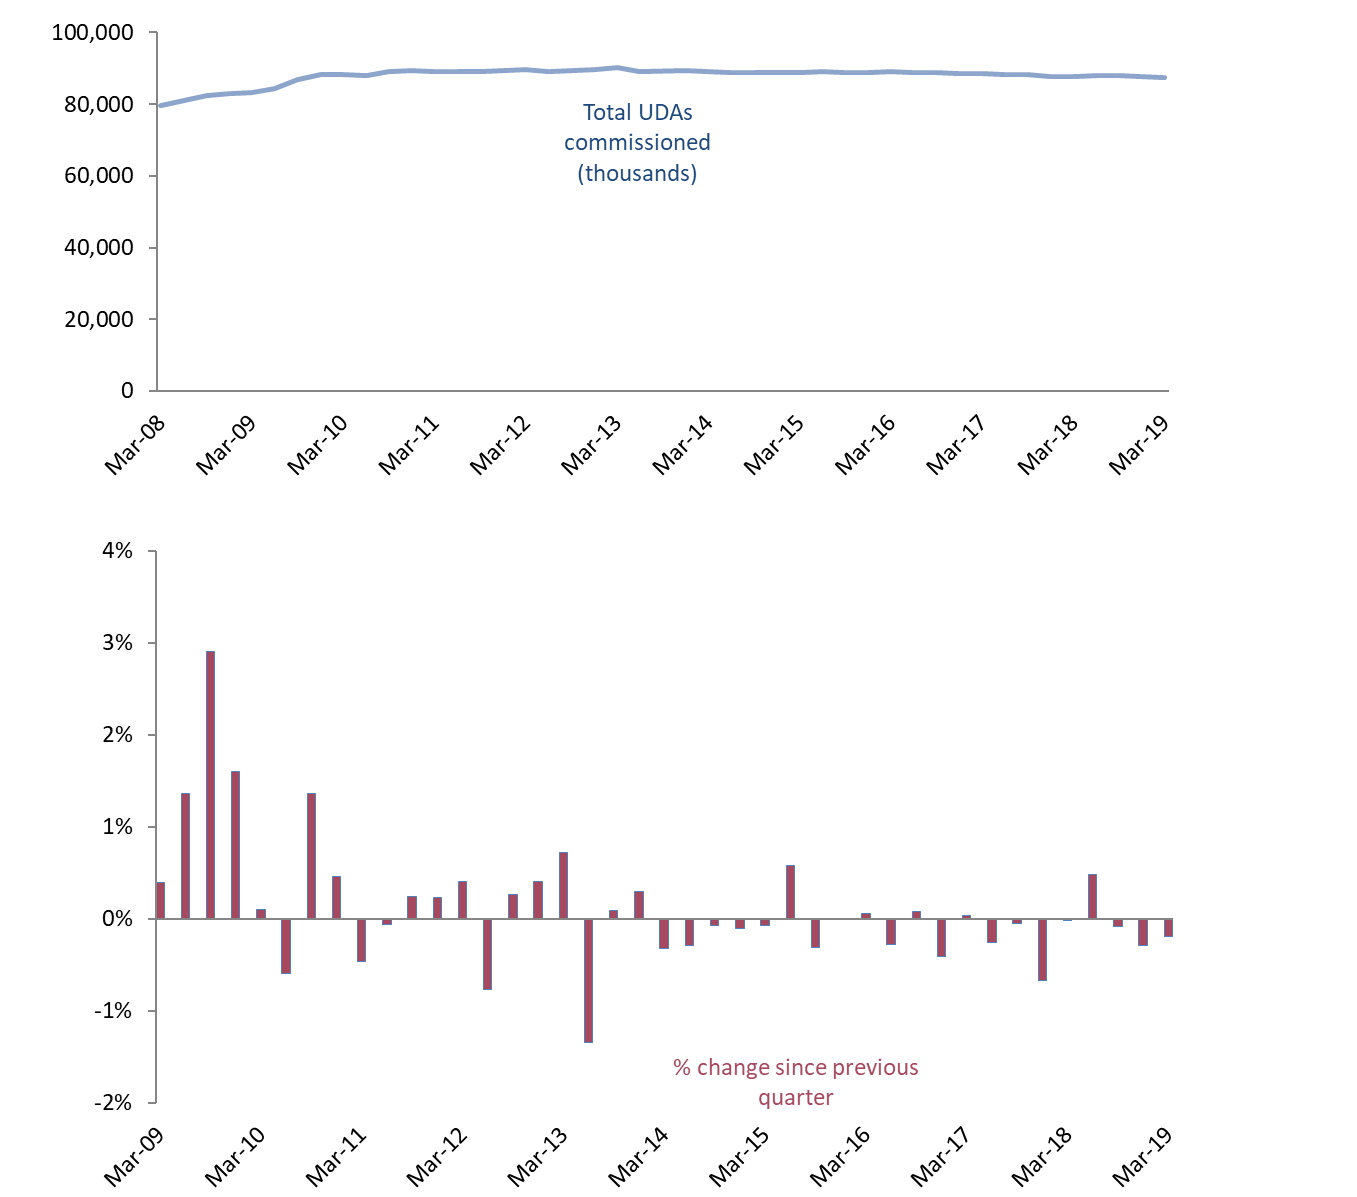 100,000
80,000
60,000
40,000
20,000
0
Total UDAs
commissioned
(thousands)
Mar-08
Mar-09
Mar-10
Mar-11
Mar-12
Mar-13
Mar-14
Mar-15
Mar-16
Mar-17
Mar-18
Mar-19
4%
3%
2%
1%
0%
-1%
-2%
% change since previous
quarter
Mar-09
Mar-10
Mar-11
Mar-12
Mar-13
Mar-14
Mar-15
Mar-16
Mar-17
Mar-18
Mar-19